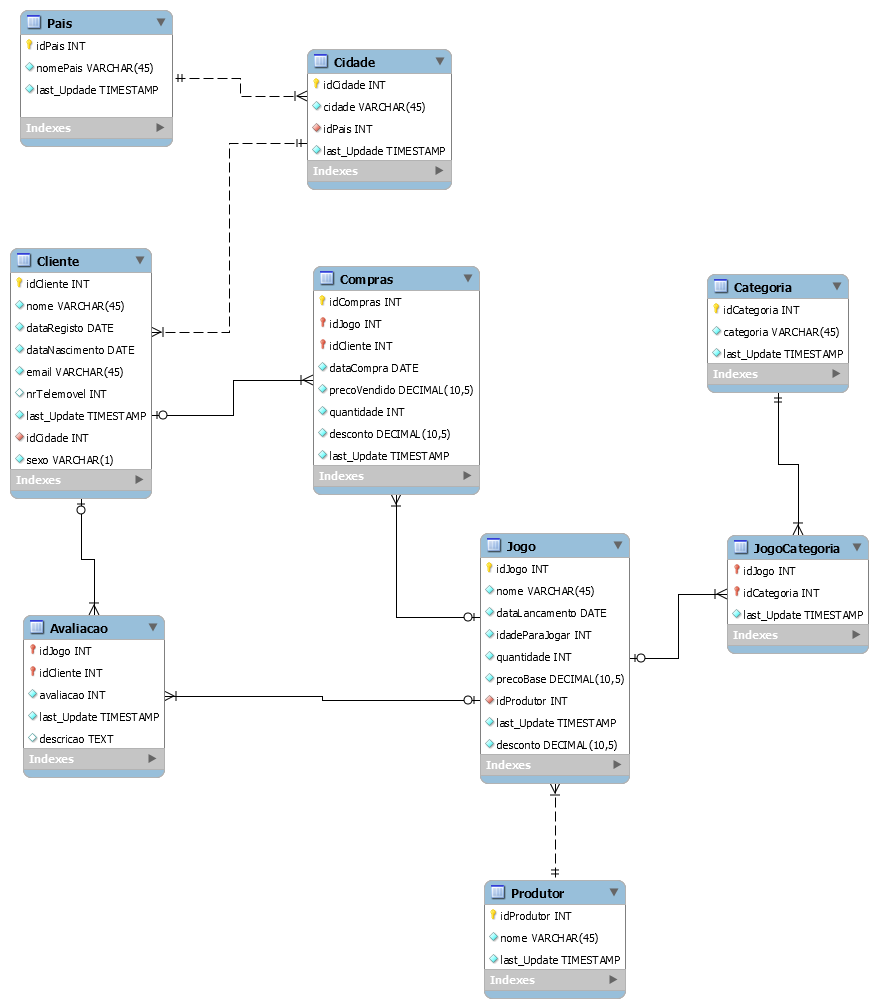 Pais
idPais INT
nomePais VARCHAR(45)
last_Updade TIMESTAMP
Indexes
Cidade
idCidade INT
cidade VARCHAR(45)
idPais INT
last_Updade TIMESTAMP
Indexes
Cliente
idCliente INT
nome VARCHAR(45)
dataRegisto DATE
dataNascimento DATE
email VARCHAR(45)
nrTelemovel INT
last_Update TIMESTAMP
idCidade INT
sexo VARCHAR(1)
Indexes
Compras
idCompras INT
idJogo INT
idCliente INT
dataCompra DATE
precoVendido DECIMAL(10,5)
quantidade INT
desconto DECIMAL(10,5)
last_Update TIMESTAMP
Indexes
Categoria
idCategoria INT
categoria VARCHAR(45)
last_Update TIMESTAMP
Indexes
Jogo
idJogo INT
nome VARCHAR(45)
dataLancamento DATE
idadeParaJogar INT
quantidade INT
precoBase DECIMAL(10,5)
idProdutor INT
last_Update TIMESTAMP
desconto DECIMAL(10,5)
Indexes
JogoCategoria
idJogo INT
idCategoria INT
last_Update TIMESTAMP
Indexes
Avaliacao
idJogo INT
idCliente INT
avaliacao INT
last_Update TIMESTAMP
descricao TEXT
Indexes
Produtor
idProdutor INT
nome VARCHAR(45)
last_Update TIMESTAMP
Indexes